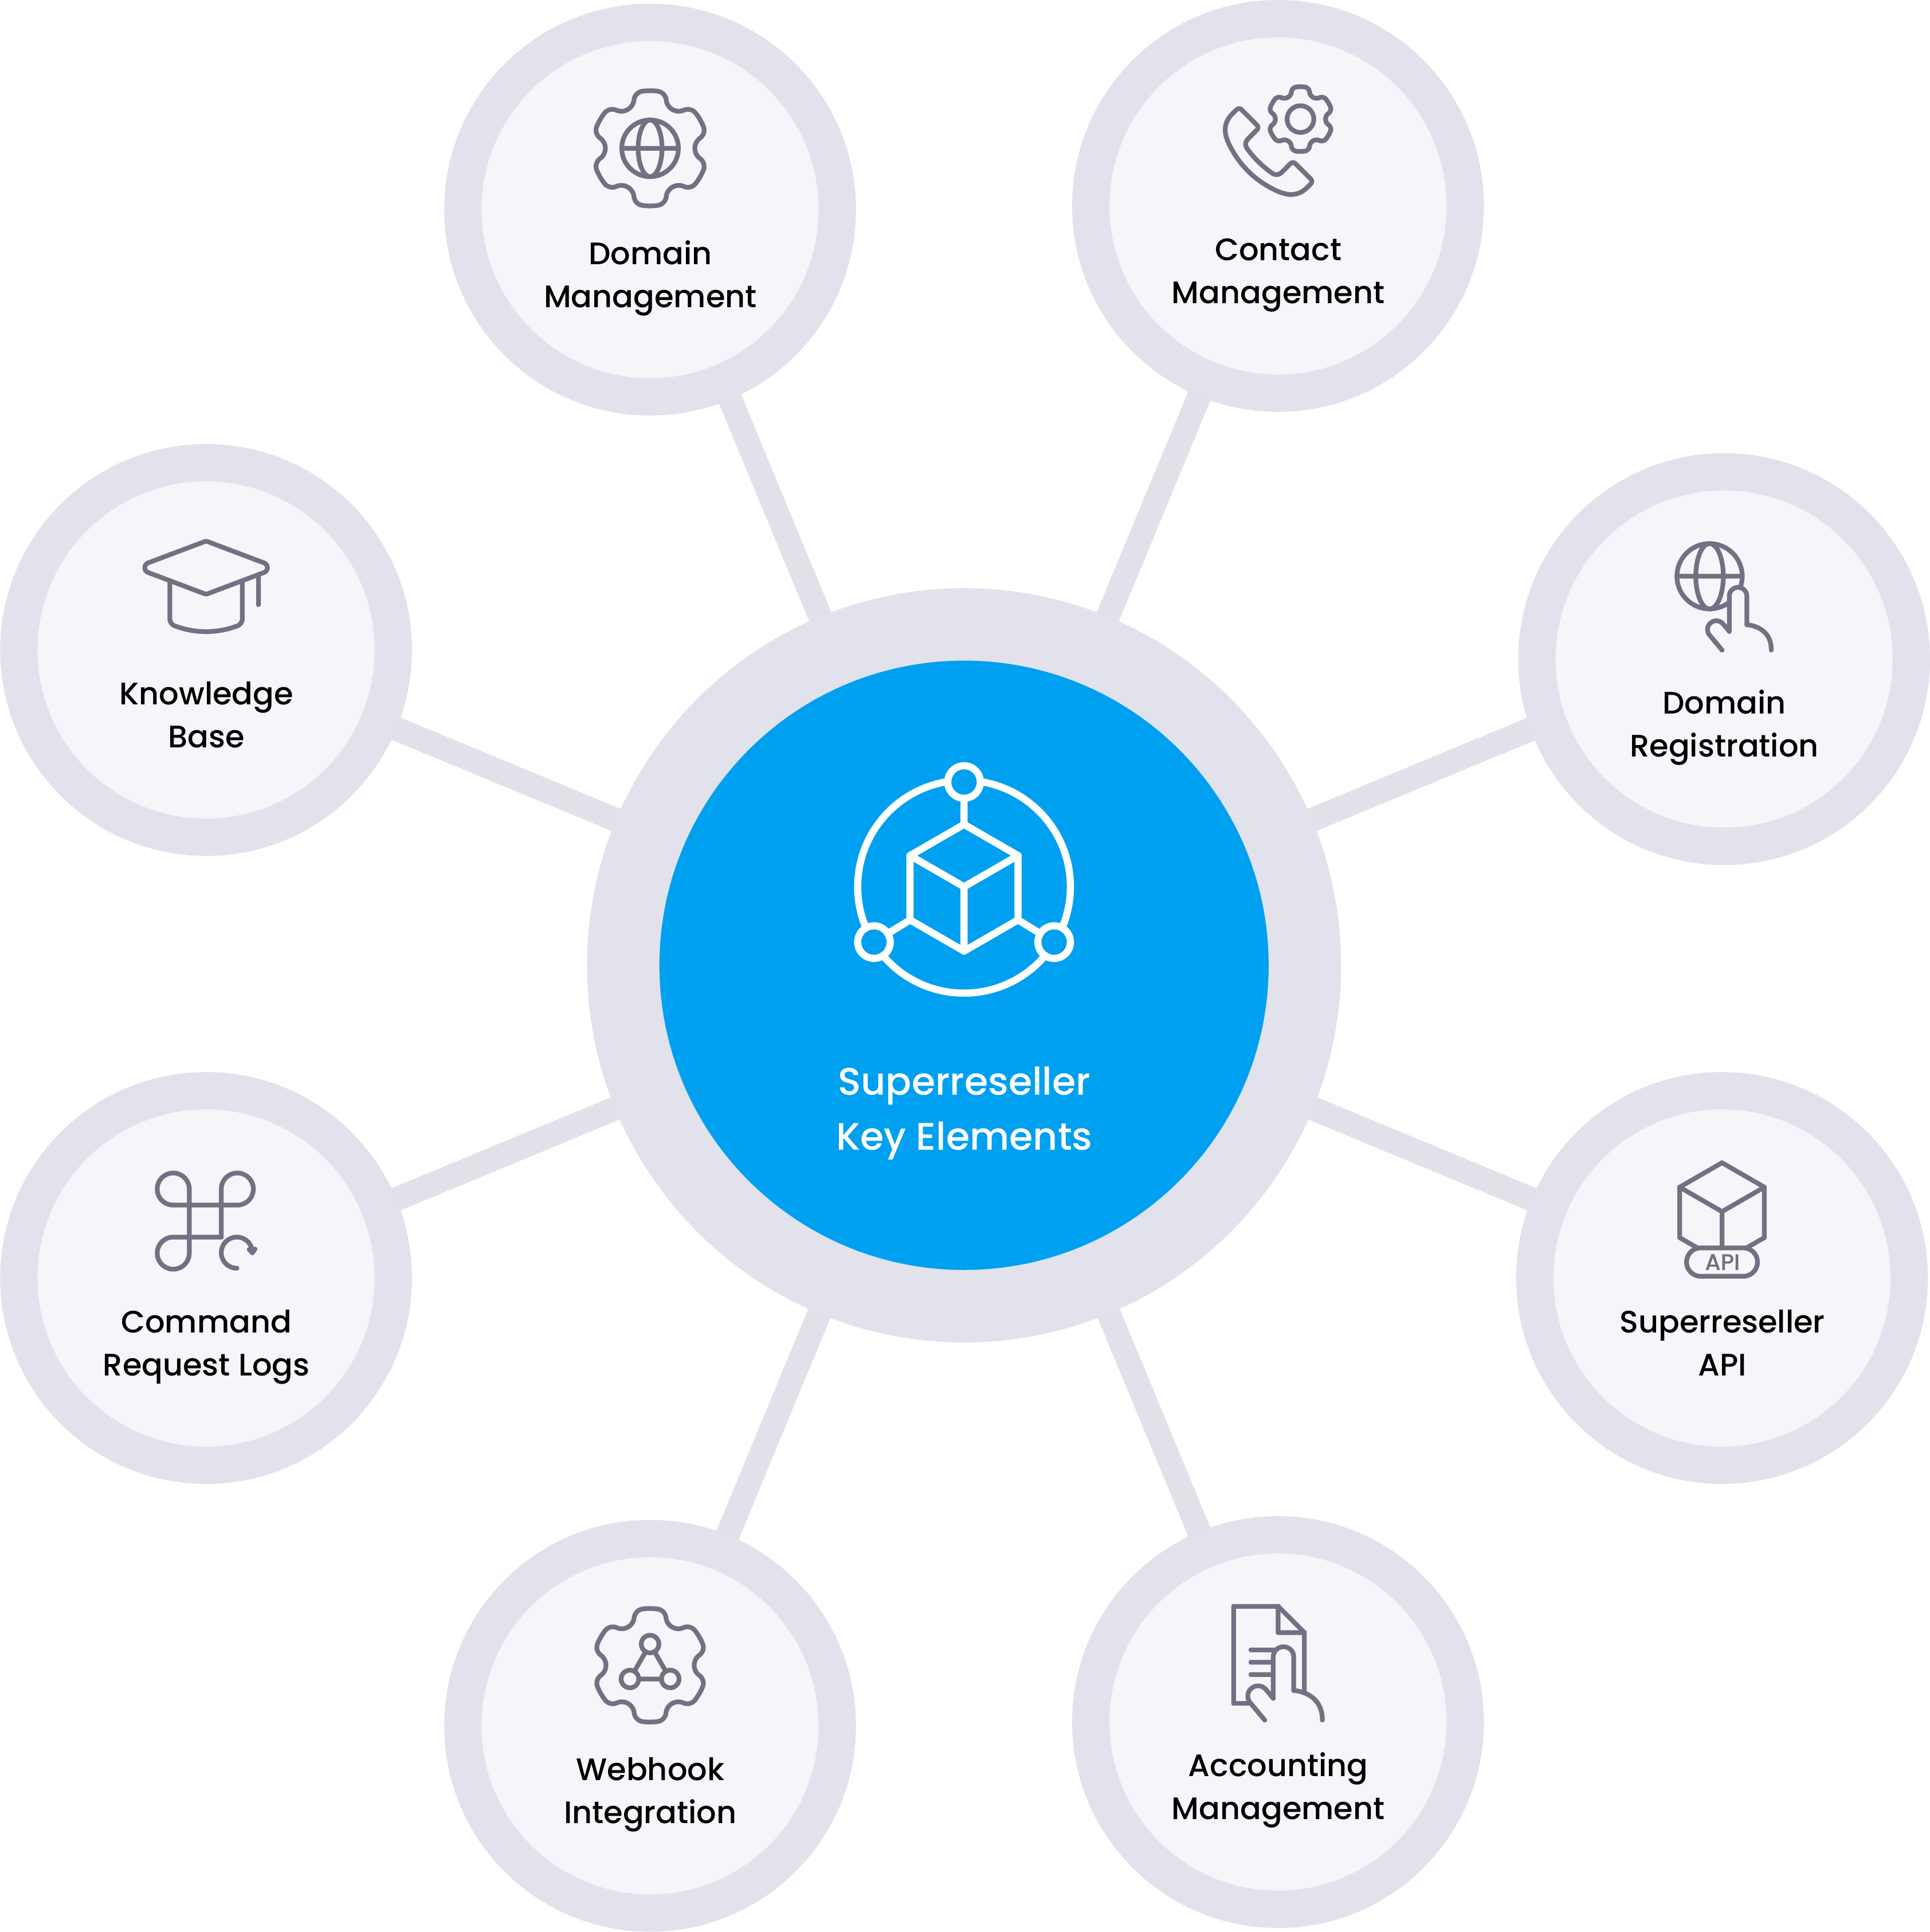 Domain
Management
Contact
Management
Knowledge
Base
Domain
Registration
Superreseller
Key Elements
Command
Request Logs
API
Superreseller
API
Webhook
Integration
Accounting
Management